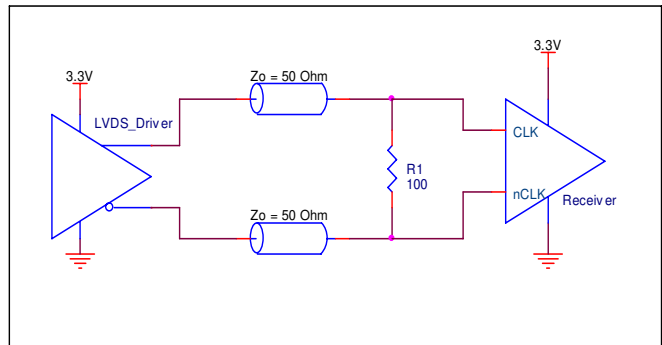 3.3V
LVDS_Driver
Zo = 50 Ohm
Zo = 50 Ohm
R1
100
3.3V
CLK
nCLK
Receiver